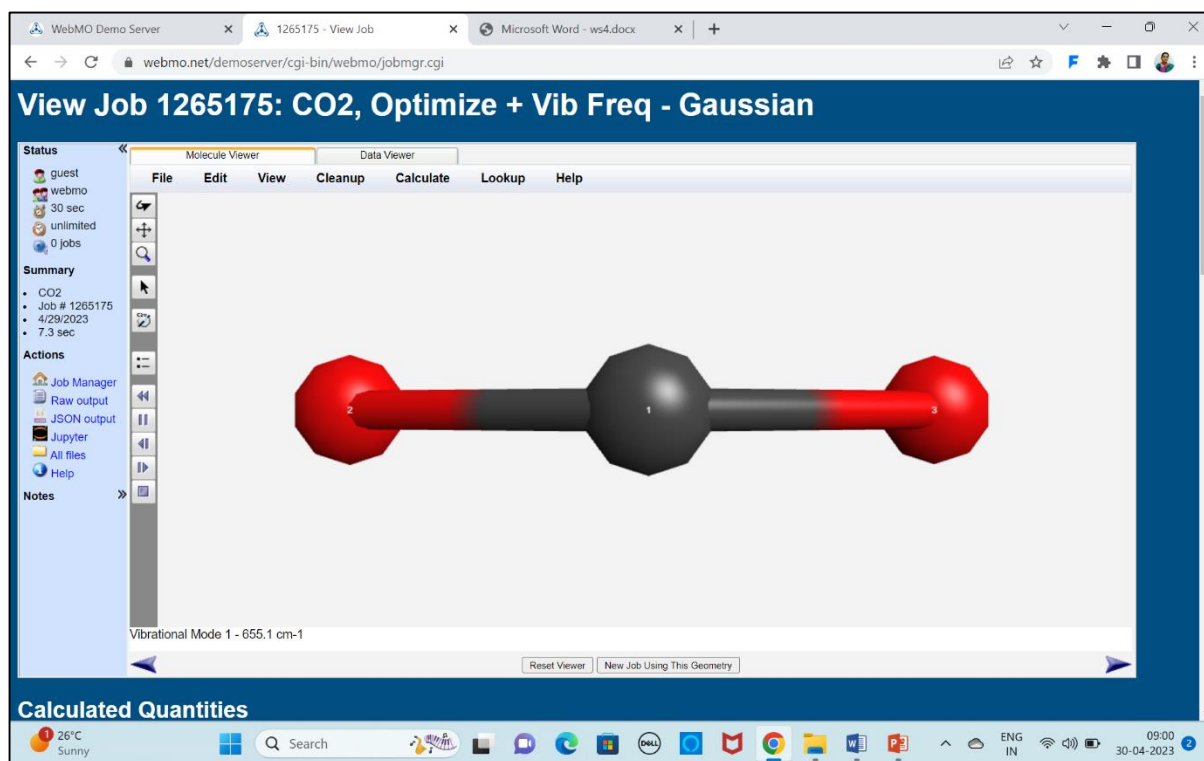 WebMO Demo Server
1265175 - View Job
Microsoft Word - ws4.docx
webmo.net/demoserver/cgi-bin/webmo/jobmgr.cgi
View Job 1265175: CO2, Optimize + Vib Freq - Gaussian
Status
guest
webmo
30 sec
unlimited
0 jobs
Summary
CO2
Job # 1265175
4/29/2023
7.3 sec
Actions
Job Manager
Raw output
JSON output
Jupyter
All files
Help
Notes
Molecule Viewer Data Viewer
File Edit View Cleanup Calculate Lookup Help
2 1 3
Vibrational Mode 1 - 655.1 cm-1
Reset Viewer New Job Using This Geometry
Calculated Quantities
1
26°C
Sunny
Search
DELL
ENG
IN
09:00
30-04-2023
2